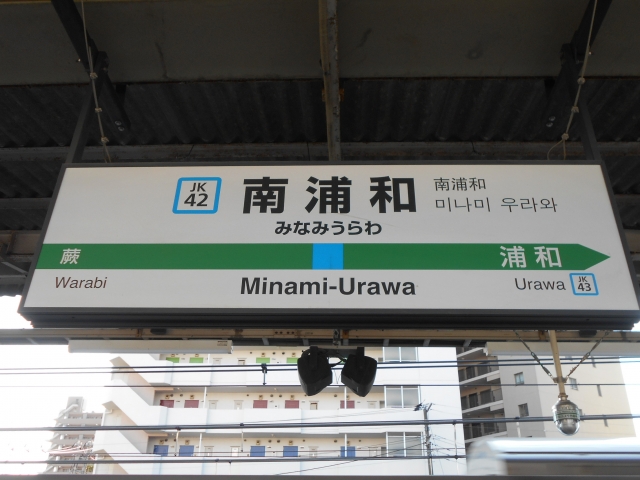 JK
42
南浦和
南浦和
미나미 우라와
みなみうらわ
蕨
浦和
Warabi
Minami-Urawa
Urawa
JK
43